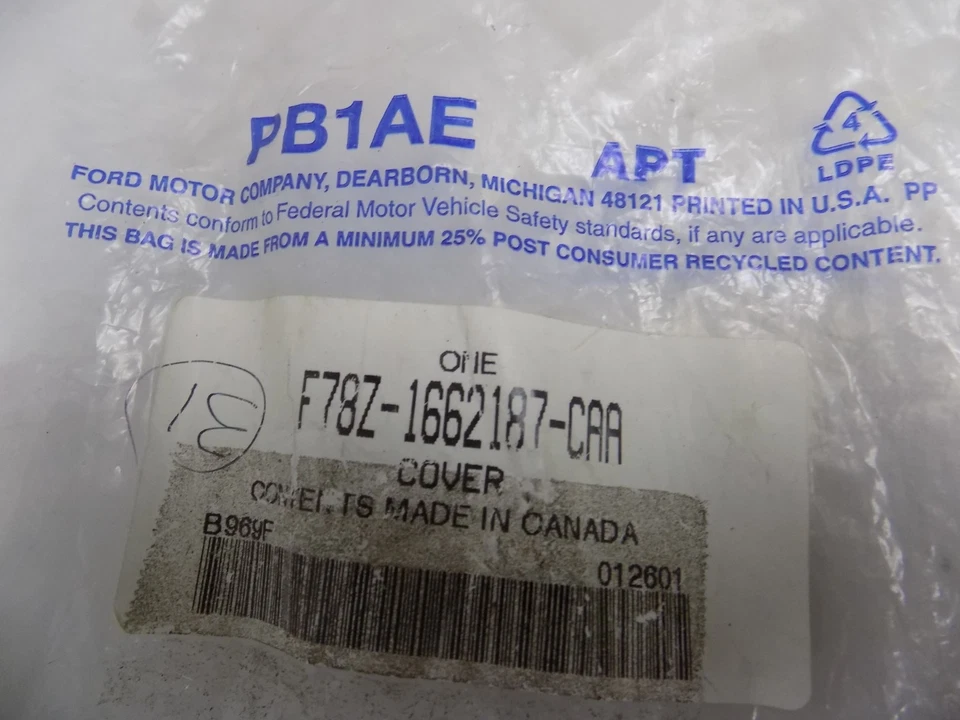 PB1AE
APT
4
LDPE
FORD MOTOR COMPANY, DEARBORN, MICHIGAN 48121 PRINTED IN U.S.A. PP
Contents conform to Federal Motor Vehicle Safety standards, if any are applicable.
THIS BAG IS MADE FROM A MINIMUM 25% POST CONSUMER RECYCLED CONTENT.
ONE
F78Z-1662187-CAA
COVER
CONTENTS MADE IN CANADA
B969F
012601